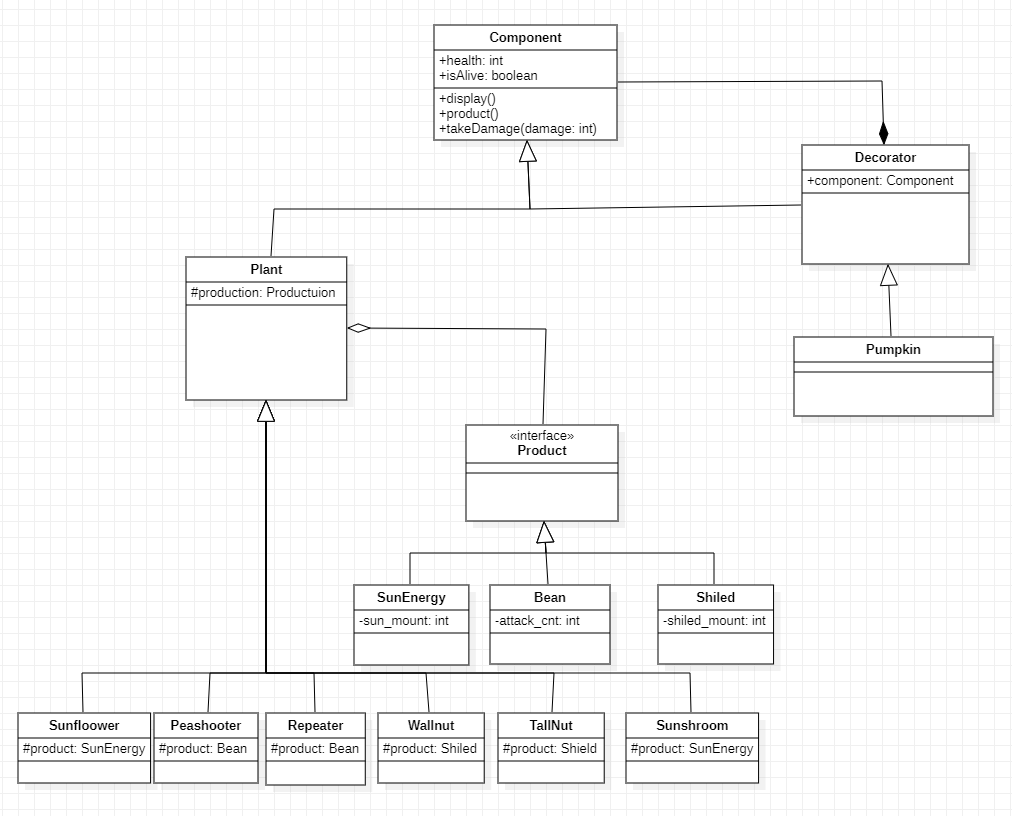 Component
+health: int
+isAlive: boolean
+display()
+product()
+takeDamage(damage: int)
Decorator
+component: Component
Plant
#production: Productuion
Pumpkin
«interface»
Product
SunEnergy
-sun_mount: int
Bean
-attack_cnt: int
Shiled
-shiled_mount: int
Sunfloower
#product: SunEnergy
Peashooter
#product: Bean
Repeater
#product: Bean
Wallnut
#product: Shiled
TallNut
#product: Shield
Sunshroom
#product: SunEnergy